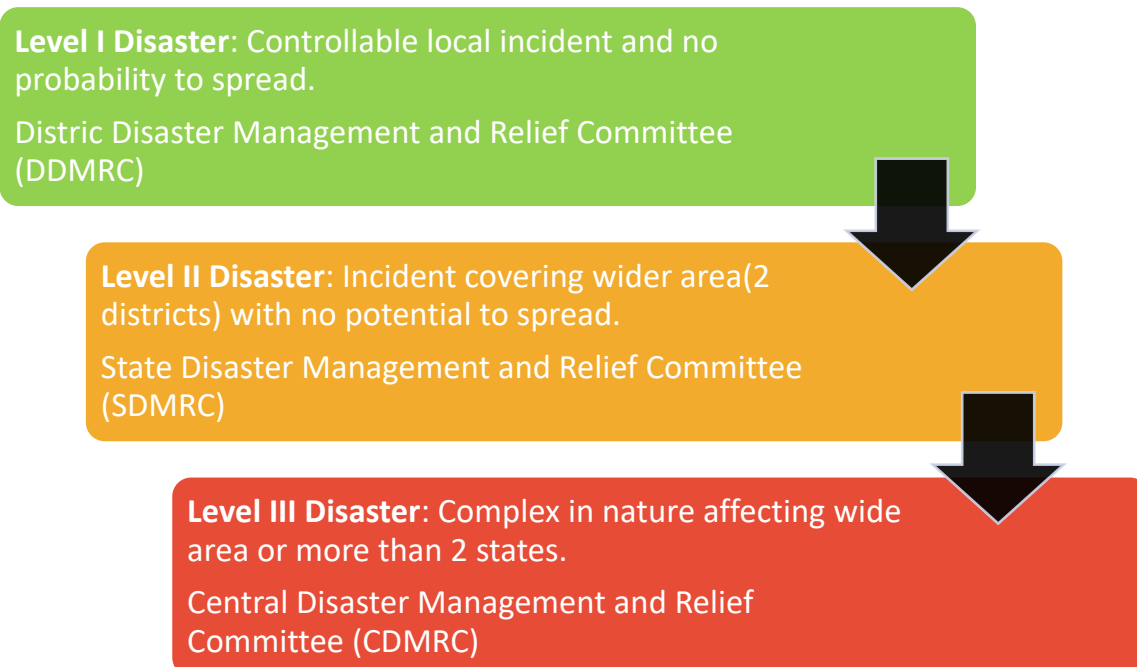 Level I Disaster: Controllable local incident and no
probability to spread.
Distric Disaster Management and Relief Committee
(DDMRC)
Level II Disaster: Incident covering wider area(2
districts) with no potential to spread.
State Disaster Management and Relief Committee
(SDMRC)
Level III Disaster: Complex in nature affecting wide
area or more than 2 states.
Central Disaster Management and Relief
Committee (CDMRC)